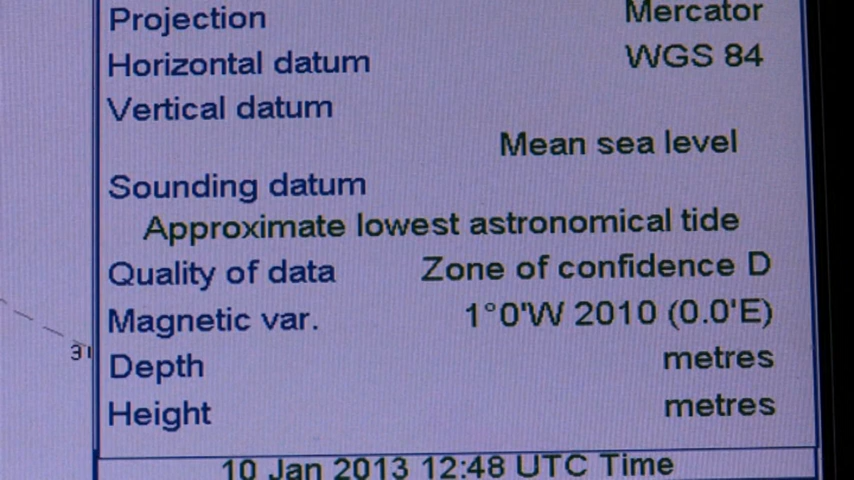 Projection Mercator
Horizontal datum WGS 84
Vertical datum
Mean sea level
Sounding datum
Approximate lowest astronomical tide
Quality of data Zone of confidence D
Magnetic var. 1°0'W 2010 (0.0'E)
31
Depth metres
Height metres
10 Jan 2013 12:48 UTC Time